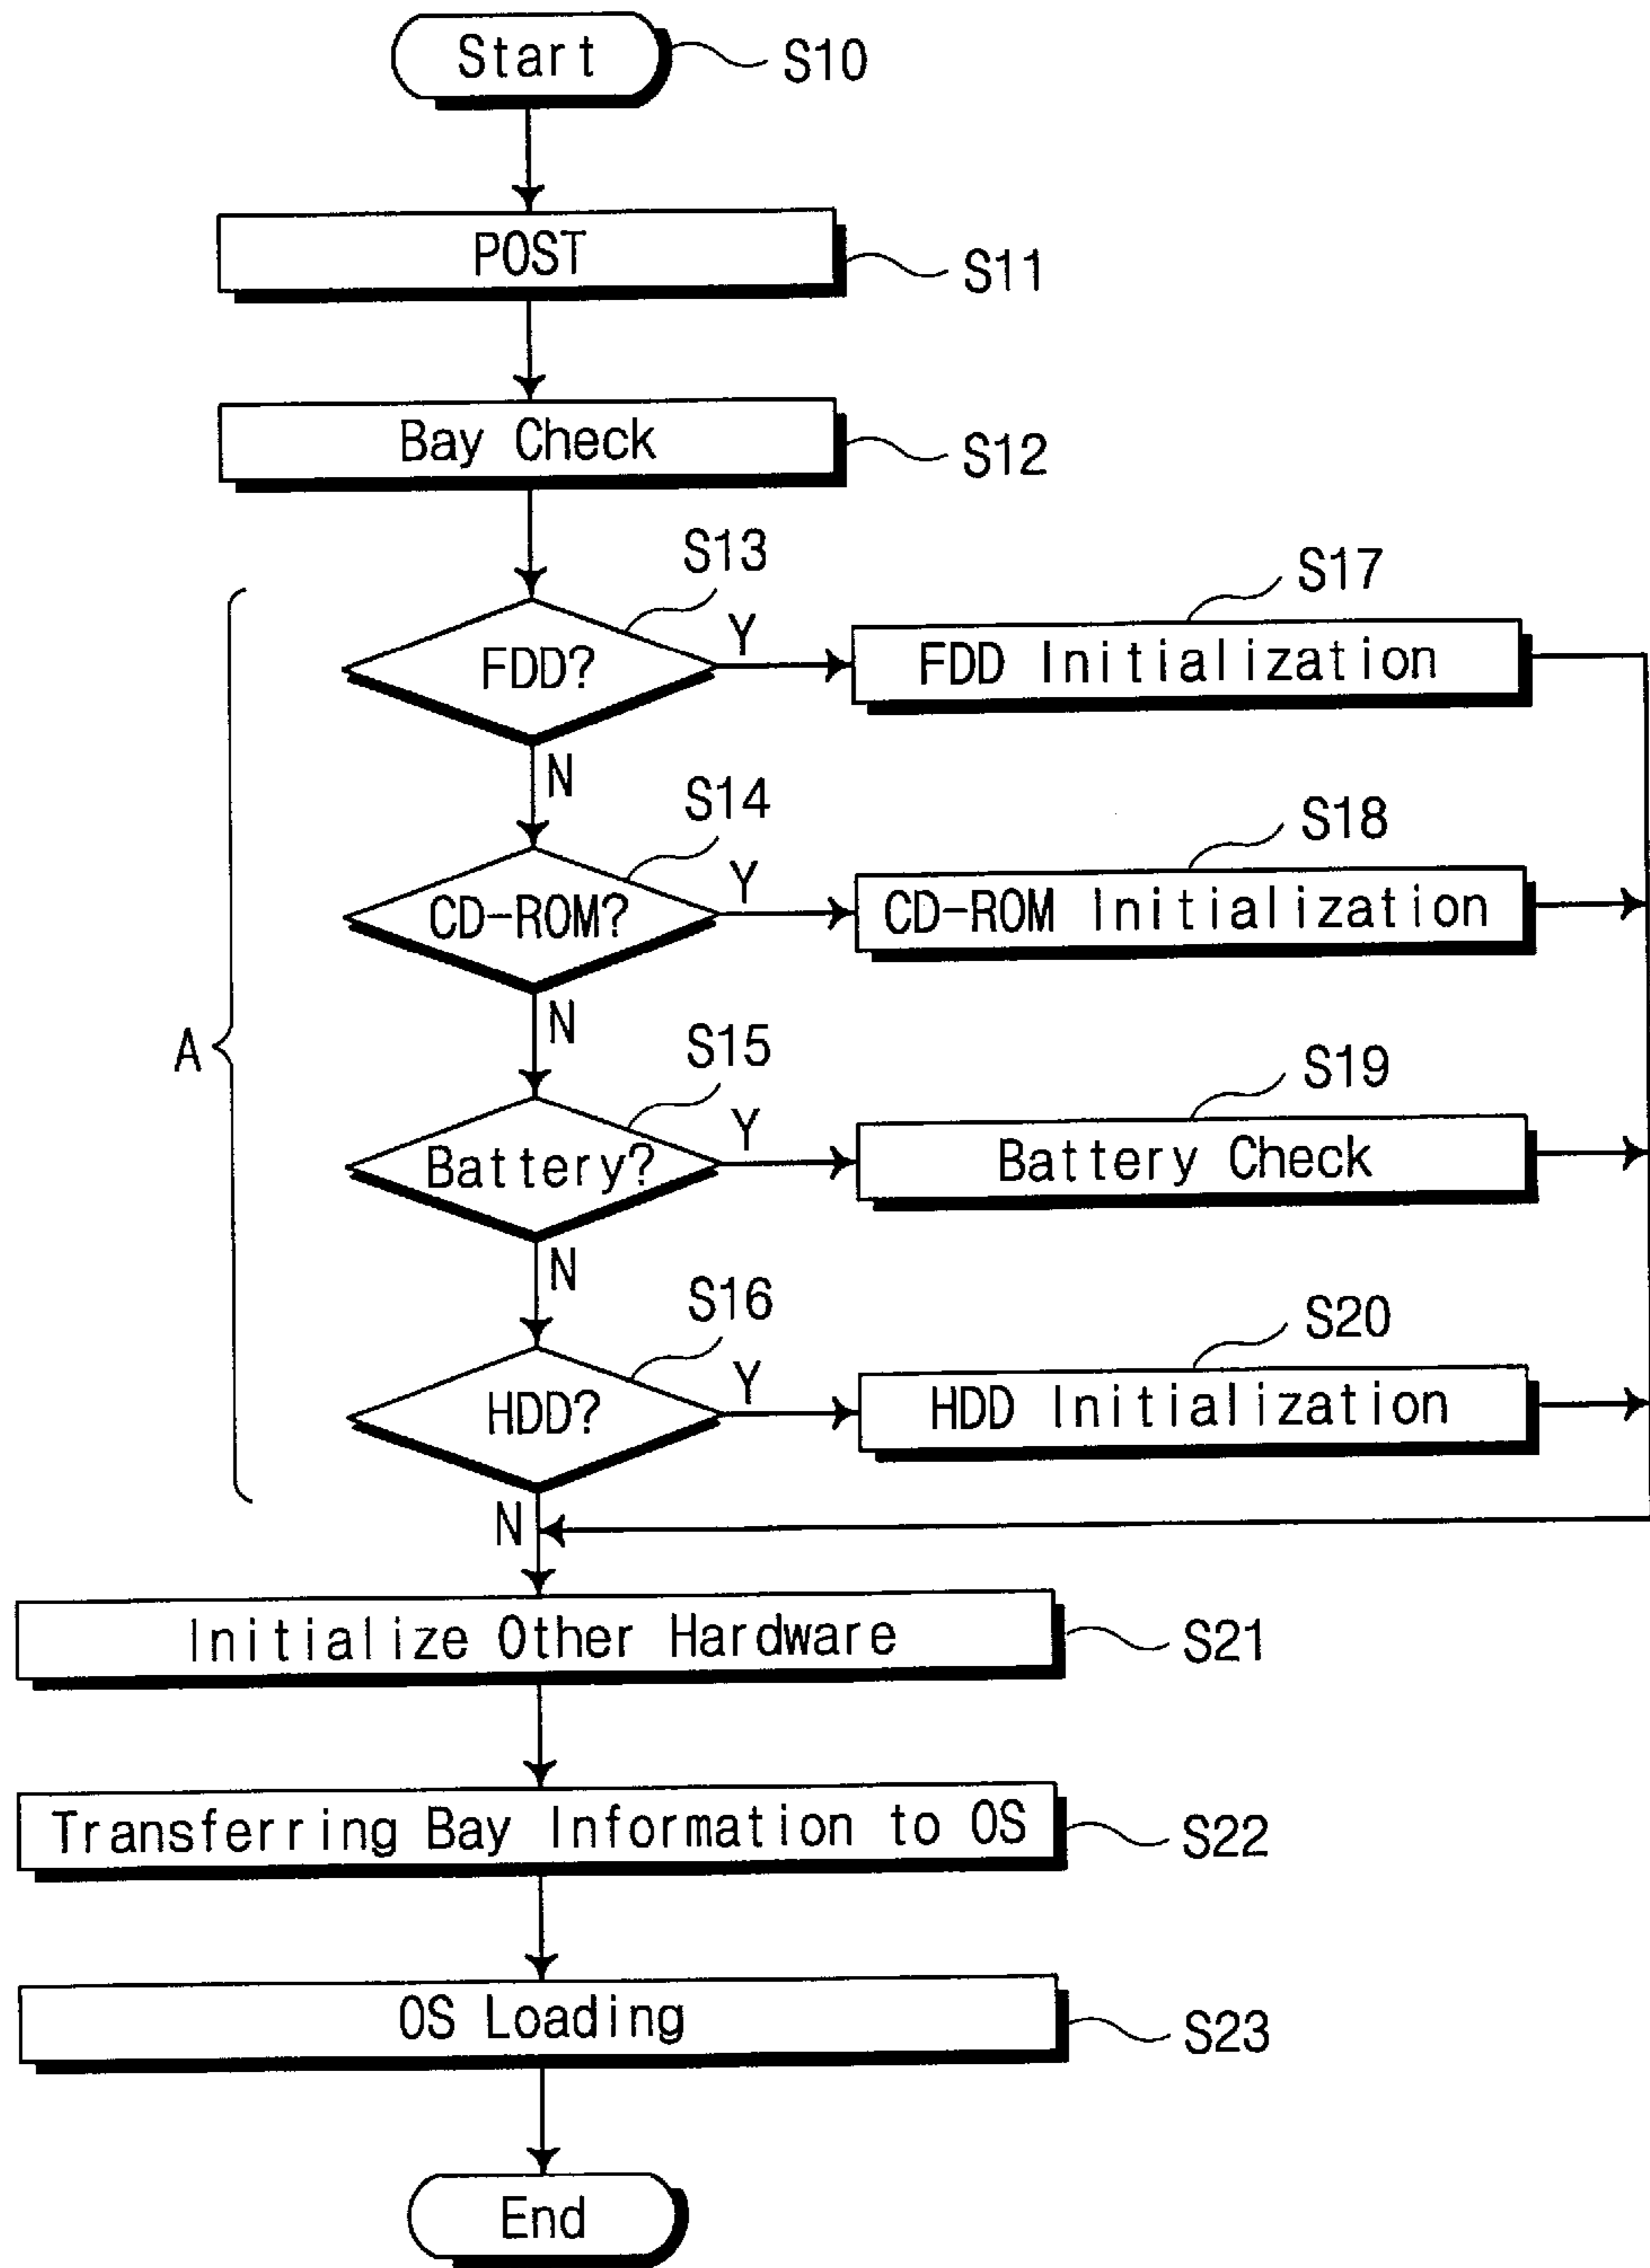 Start
S10
POST
S11
Bay Check
S12
S13
FDD?
Y
S17
FDD Initialization
N
S14
CD-ROM?
Y
S18
CD-ROM Initialization
N
A
S15
Battery?
Y
S19
Battery Check
N
S16
HDD?
Y
S20
HDD Initialization
N
Initialize Other Hardware
S21
Transferring Bay Information to OS
S22
OS Loading
S23
End